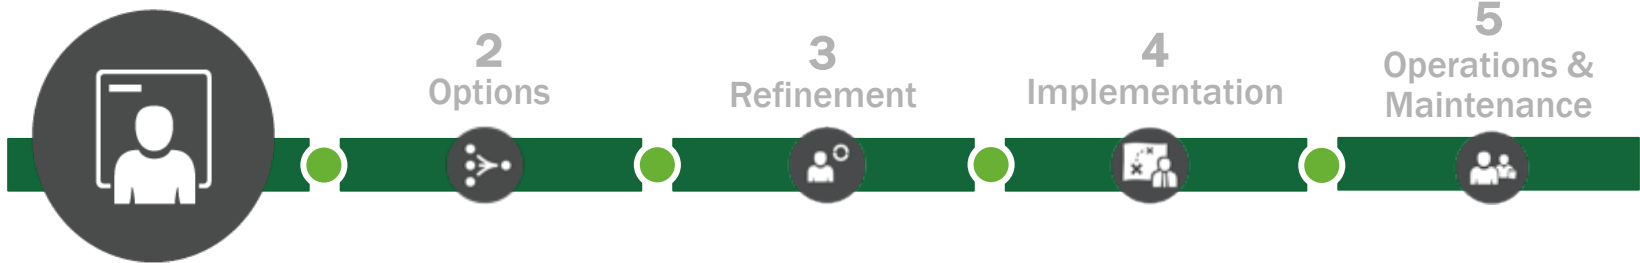 2
Options
3
Refinement
4
Implementation
5
Operations &
Maintenance